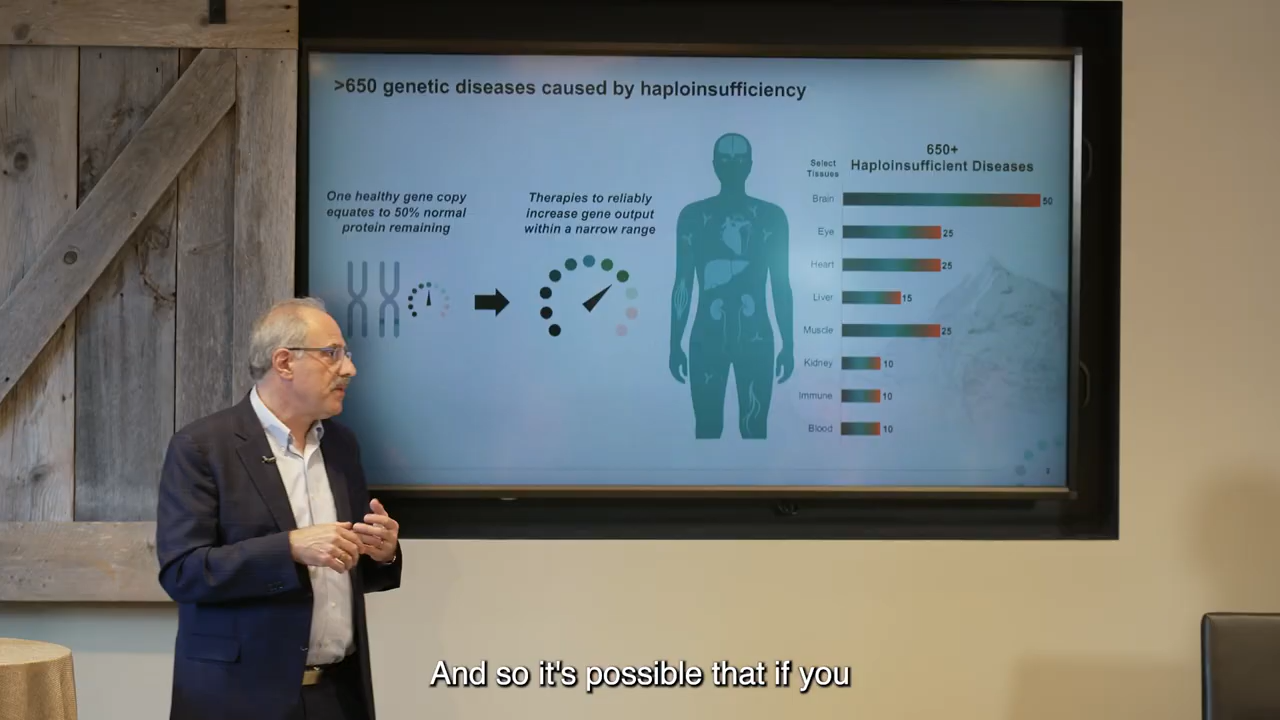 >650 genetic diseases caused by haploinsufficiency
One healthy gene copy
equates to 50% normal
protein remaining
Therapies to reliably
increase gene output
within a narrow range
Select
Tissues
650+
Haploinsufficient Diseases
Brain 50
Eye 25
Heart 25
Liver 15
Muscle 25
Kidney 10
Immune 10
Blood 10
And so it's possible that if you